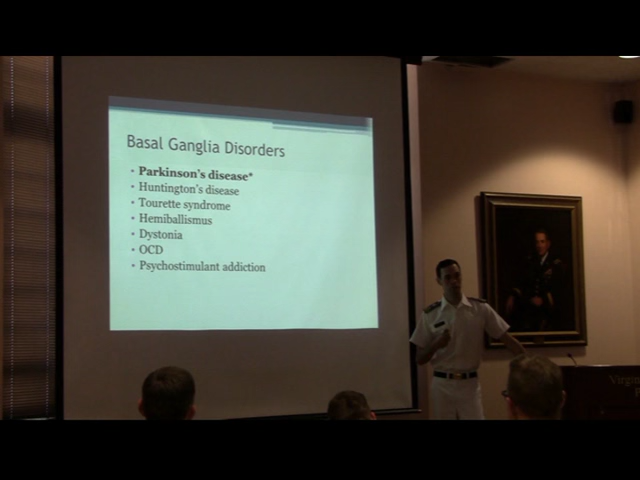 Basal Ganglia Disorders
• Parkinson's disease*
• Huntington's disease
• Tourette syndrome
• Hemiballismus
• Dystonia
• OCD
• Psychostimulant addiction